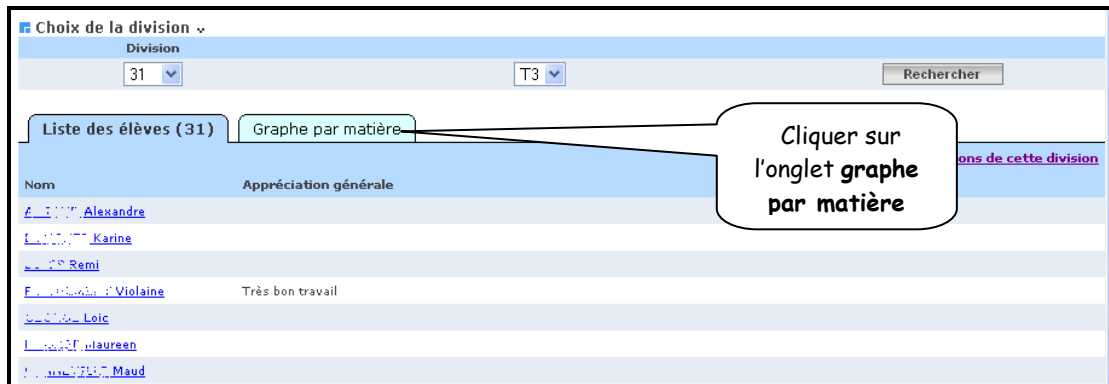 Choix de la division
Division
31 T3 Rechercher
Liste des élèves (31) Graphe par matière
Cliquer sur
l'onglet graphe
par matière
ons de cette division
Nom Appréciation générale
Alexandre
Karine
Remi
Violaine Très bon travail
Loic
Maureen
Maud